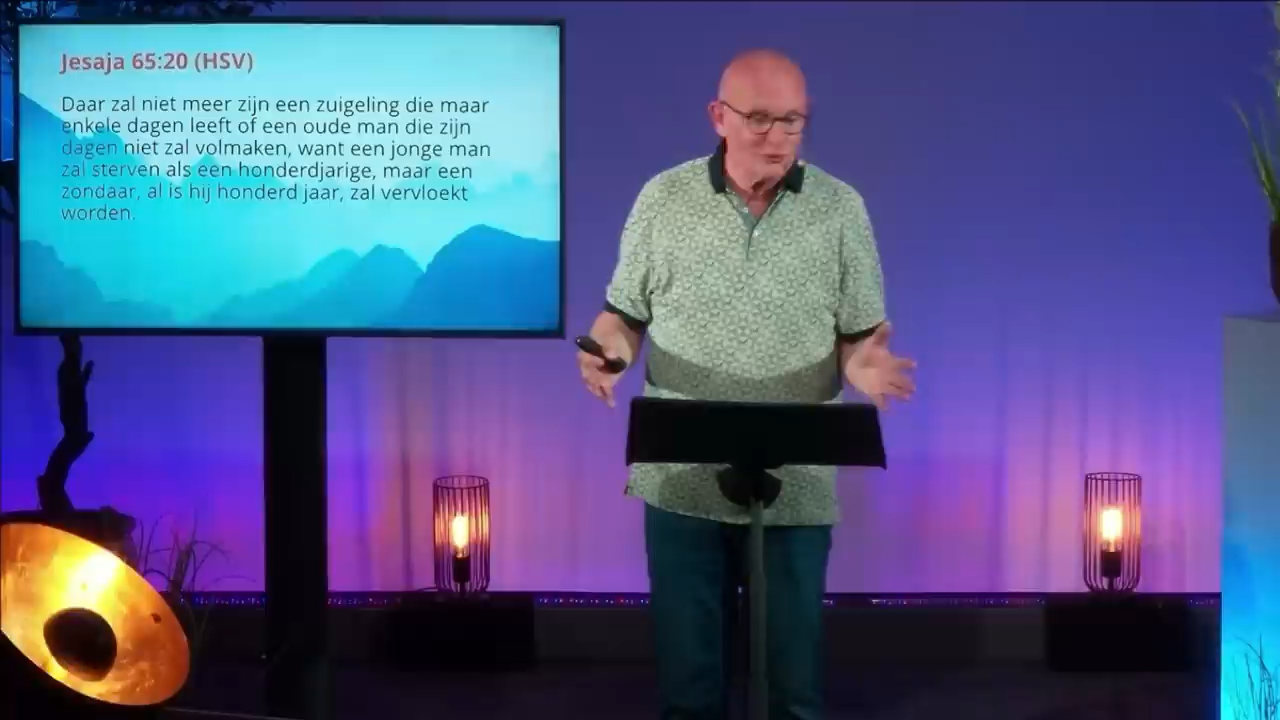 Jesaja 65:20 (HSV)
Daar zal niet meer zijn een zuigeling die maar
enkele dagen leeft of een oude man die zijn
dagen niet zal volmaken, want een jonge man
zal sterven als een honderdjarige, maar een
zondaar, al is hij honderd jaar, zal vervloekt
worden.